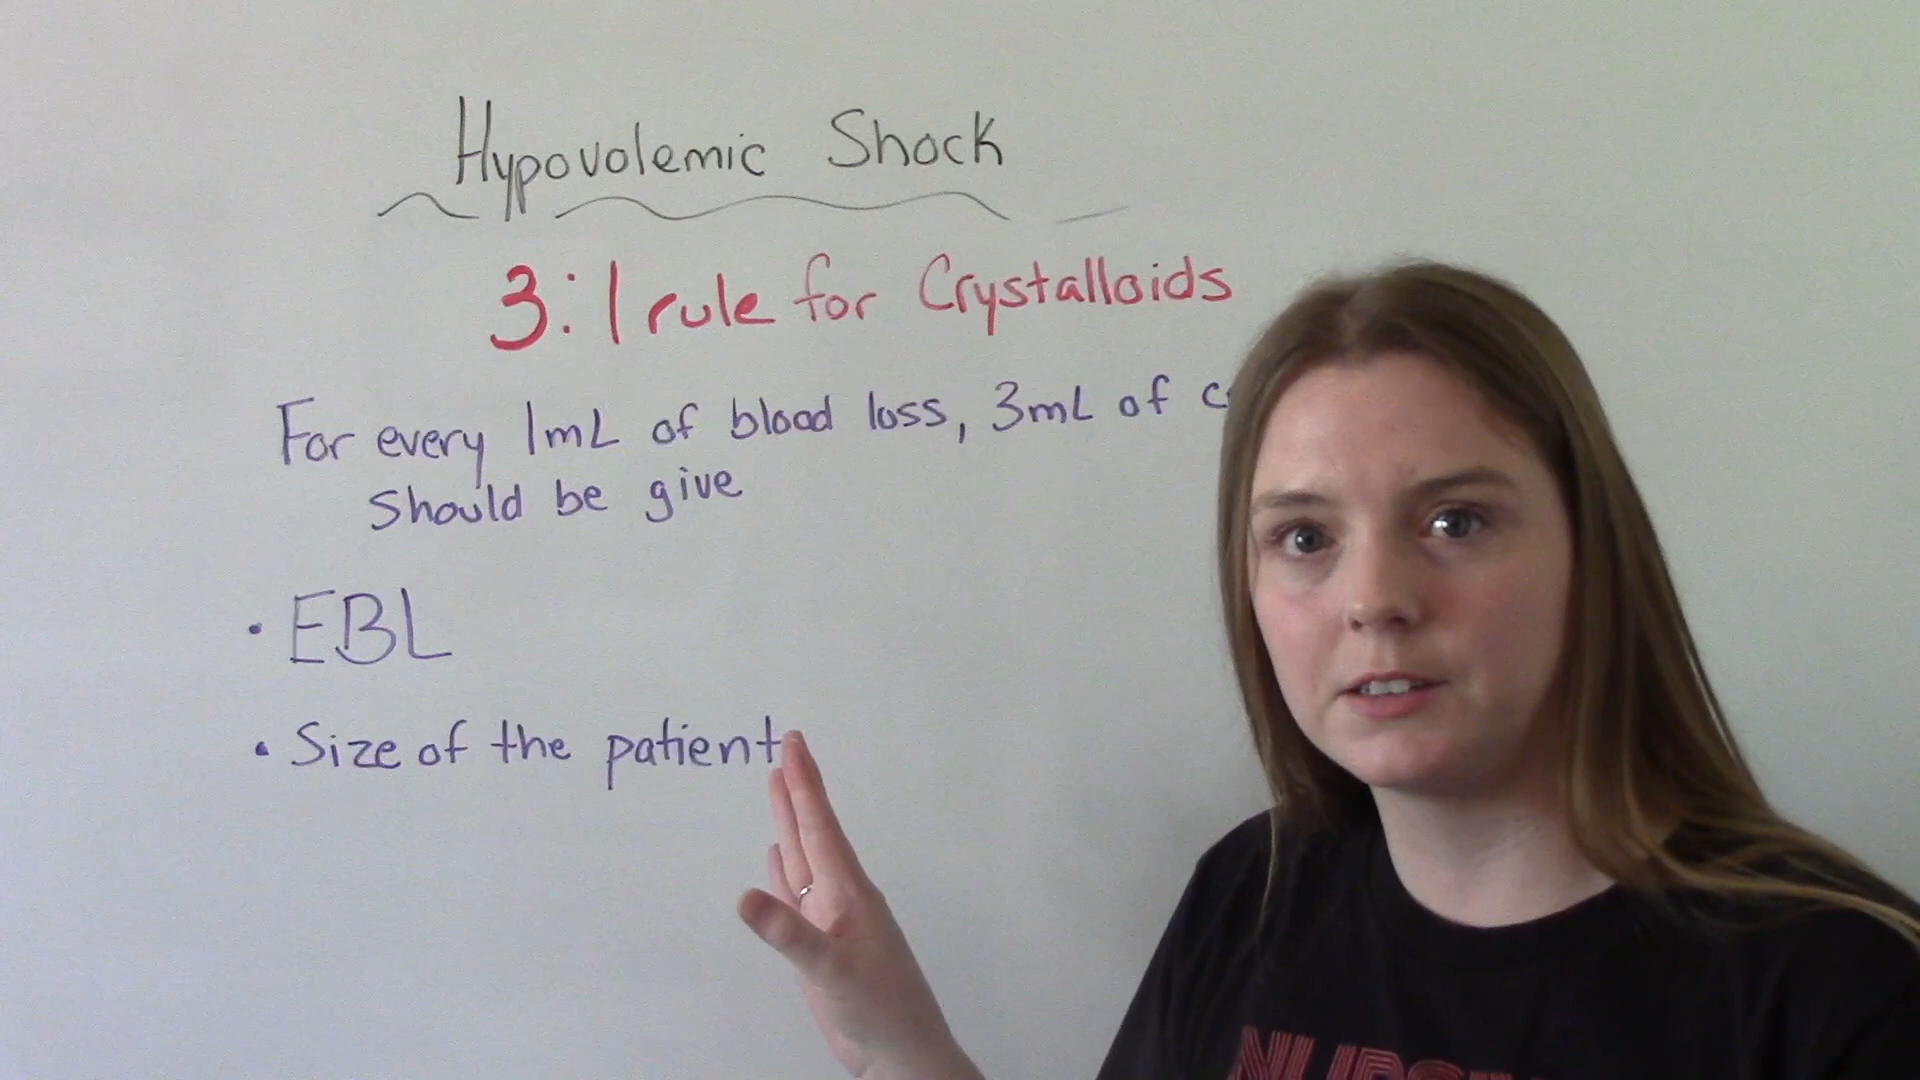 Hypovolemic Shock
3:1 rule for Crystalloids
For every 1mL of blood loss, 3mL of
should be give
• EBL
• Size of the patient